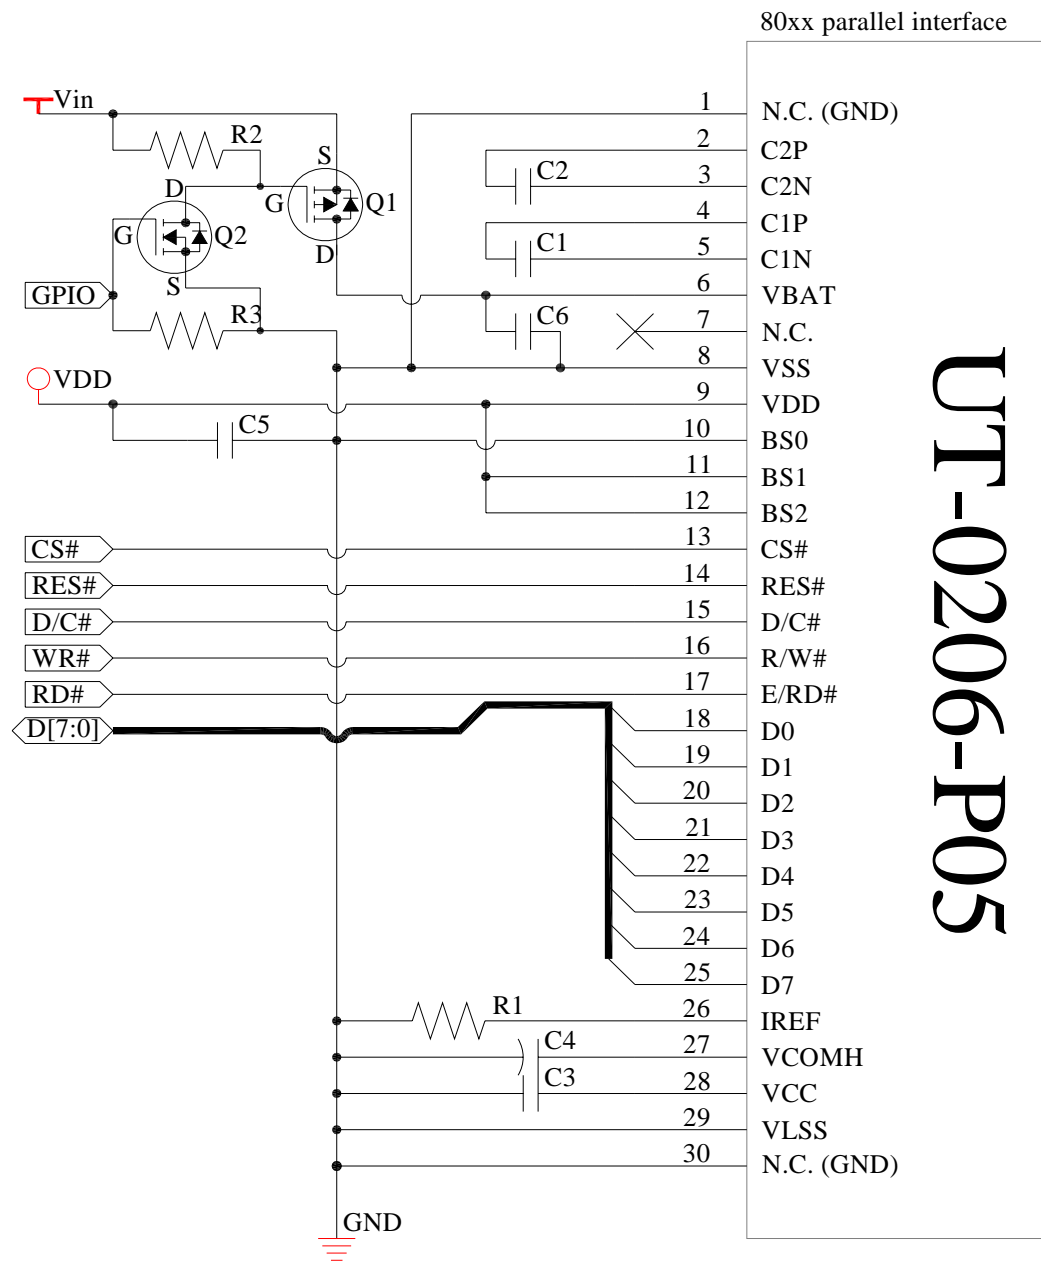 80xx parallel interface
Vin
R2
S
D
G
Q1
G
Q2
D
S
GPIO
R3
VDD
C5
CS#
RES#
D/C#
WR#
RD#
D[7:0]
C2
C1
C6
R1
C4
C3
GND
1 N.C. (GND)
2 C2P
3 C2N
4 C1P
5 C1N
6 VBAT
7 N.C.
8 VSS
9 VDD
10 BS0
11 BS1
12 BS2
13 CS#
14 RES#
15 D/C#
16 R/W#
17 E/RD#
18 D0
19 D1
20 D2
21 D3
22 D4
23 D5
24 D6
25 D7
26 IREF
27 VCOMH
28 VCC
29 VLSS
30 N.C. (GND)
UT-0206-P05